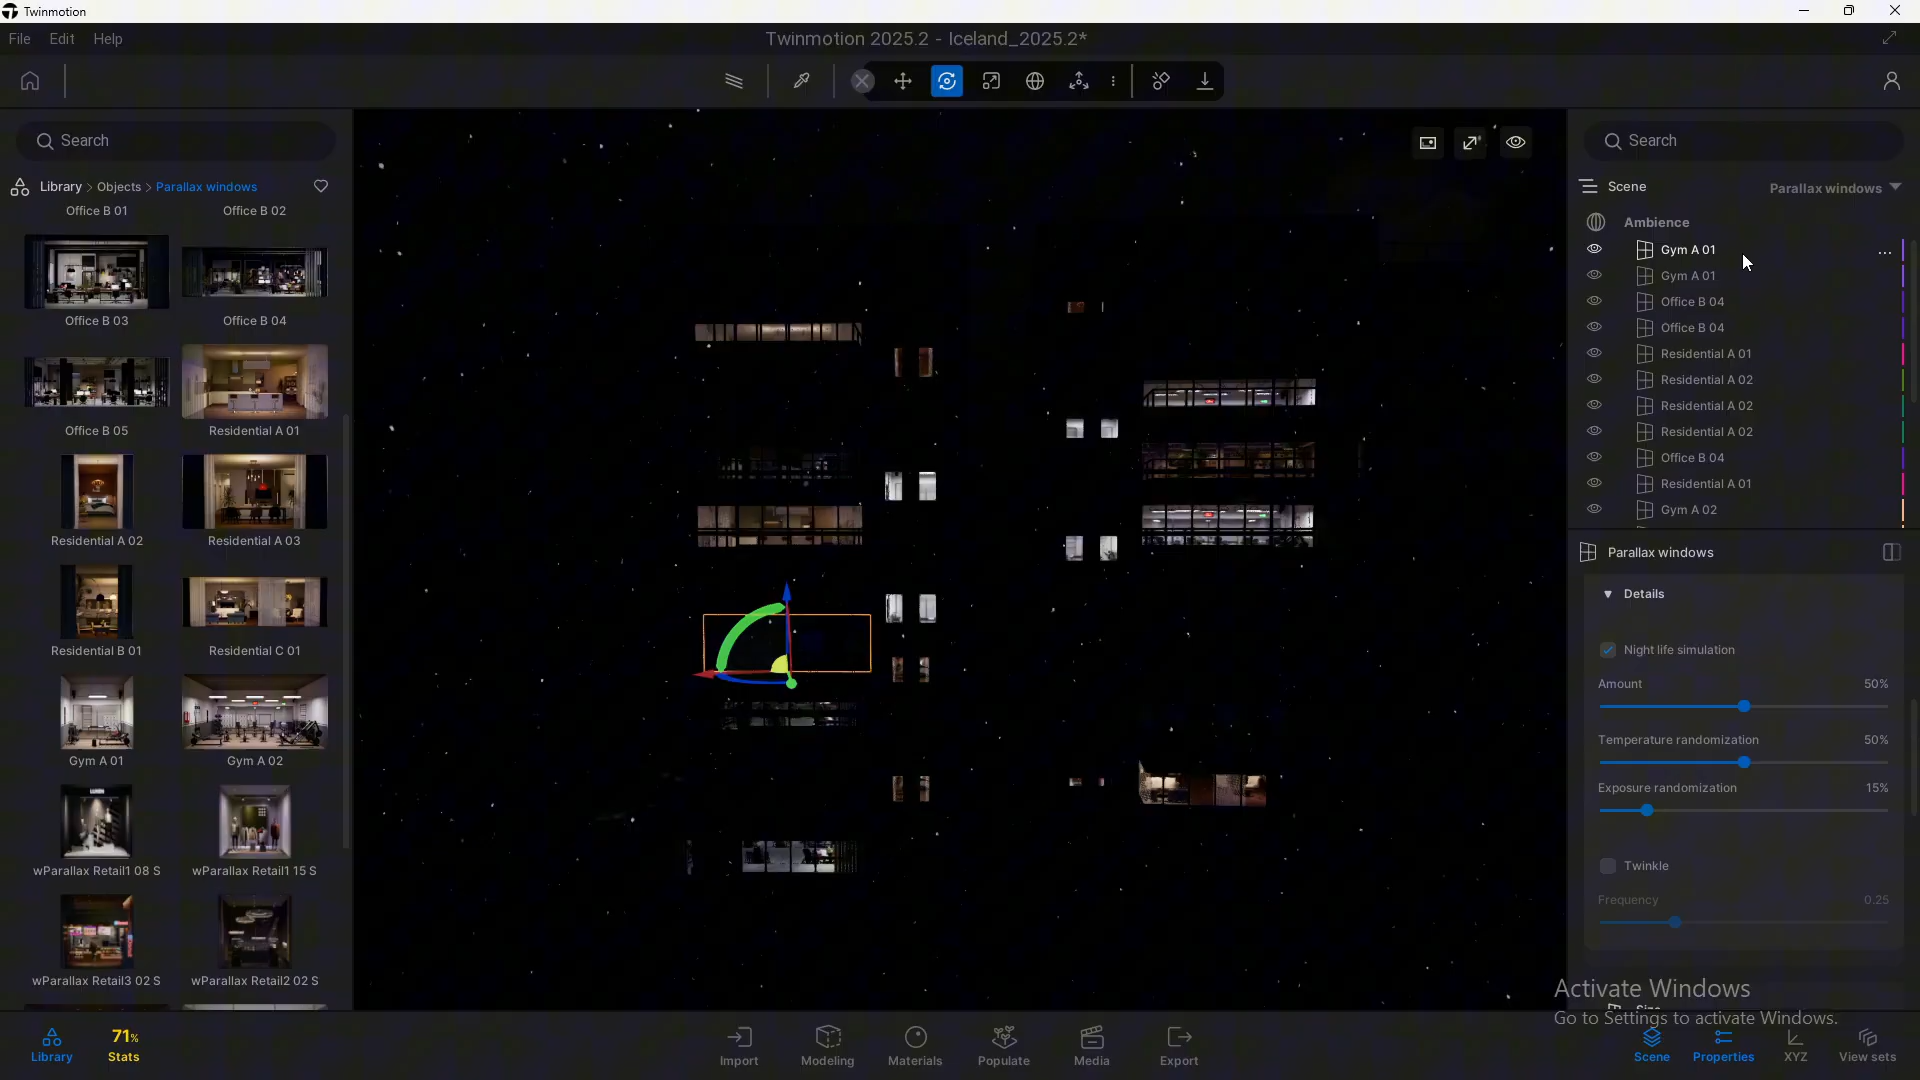 Twinmotion
File Edit Help
Twinmotion 2025.2 - Iceland_2025.2*
Search
Library > Objects > Parallax windows
Office B 01 Office B 02
Office B 03 Office B 04
Office B 05 Residential A 01
Residential A 02 Residential A 03
Residential B 01 Residential C 01
Gym A 01 Gym A 02
wParallax Retail1 08 S wParallax Retail1 15 S
wParallax Retail3 02 S wParallax Retail2 02 S
Search
Scene Parallax windows
Ambience
Gym A 01 ...
Gym A 01
Office B 04
Office B 04
Residential A 01
Residential A 02
Residential A 02
Residential A 02
Office B 04
Residential A 01
Gym A 02
Parallax windows
Details
Night life simulation
Amount 50%
Temperature randomization 50%
Exposure randomization 15%
Twinkle
Frequency 0.25
Activate Windows
Go to Settings to activate Windows.
Library 71% Stats
Import Modeling Materials Populate Media Export
Scene Properties XYZ View sets